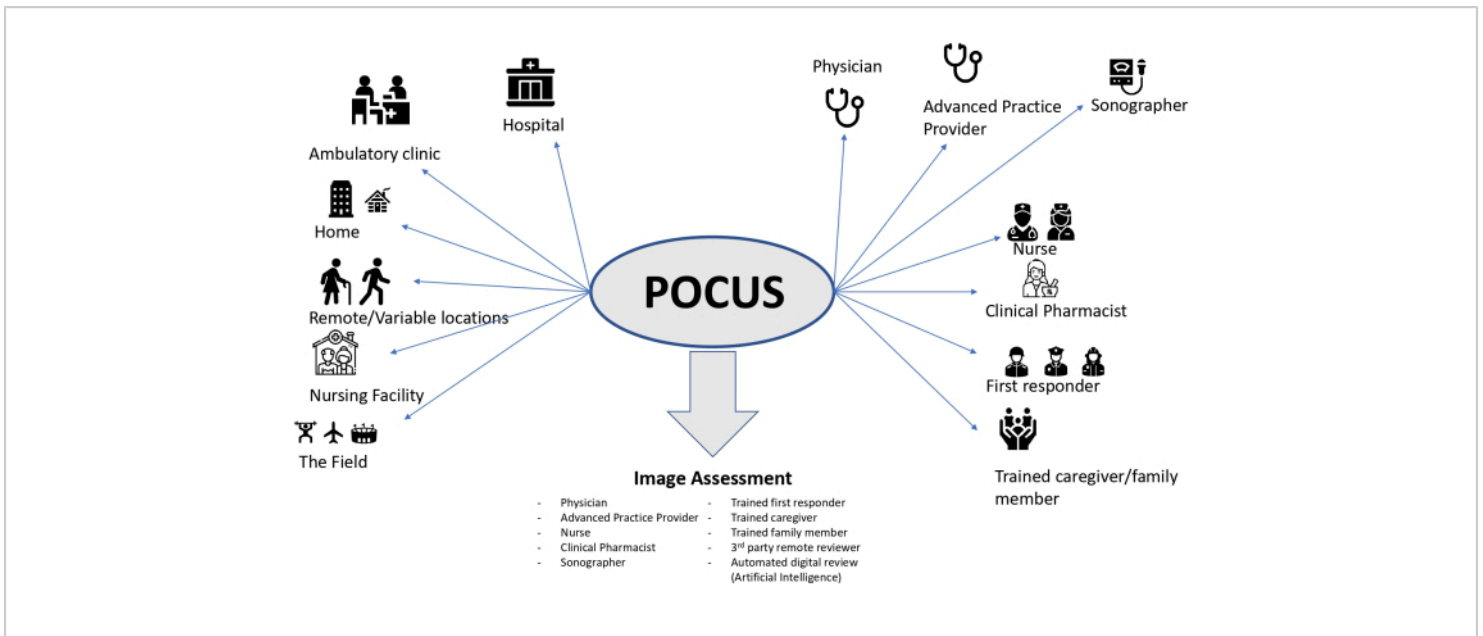 Hospital
Ambulatory clinic
Home
Remote/Variable locations
Nursing Facility
The Field
POCUS
Physician
Advanced Practice
Provider
Sonographer
Nurse
Clinical Pharmacist
First responder
Trained caregiver/family
member
Image Assessment
- Physician
- Advanced Practice Provider
- Nurse
- Clinical Pharmacist
- Sonographer
- Trained first responder
- Trained caregiver
- Trained family member
- 3rd party remote reviewer
- Automated digital review
(Artificial Intelligence)